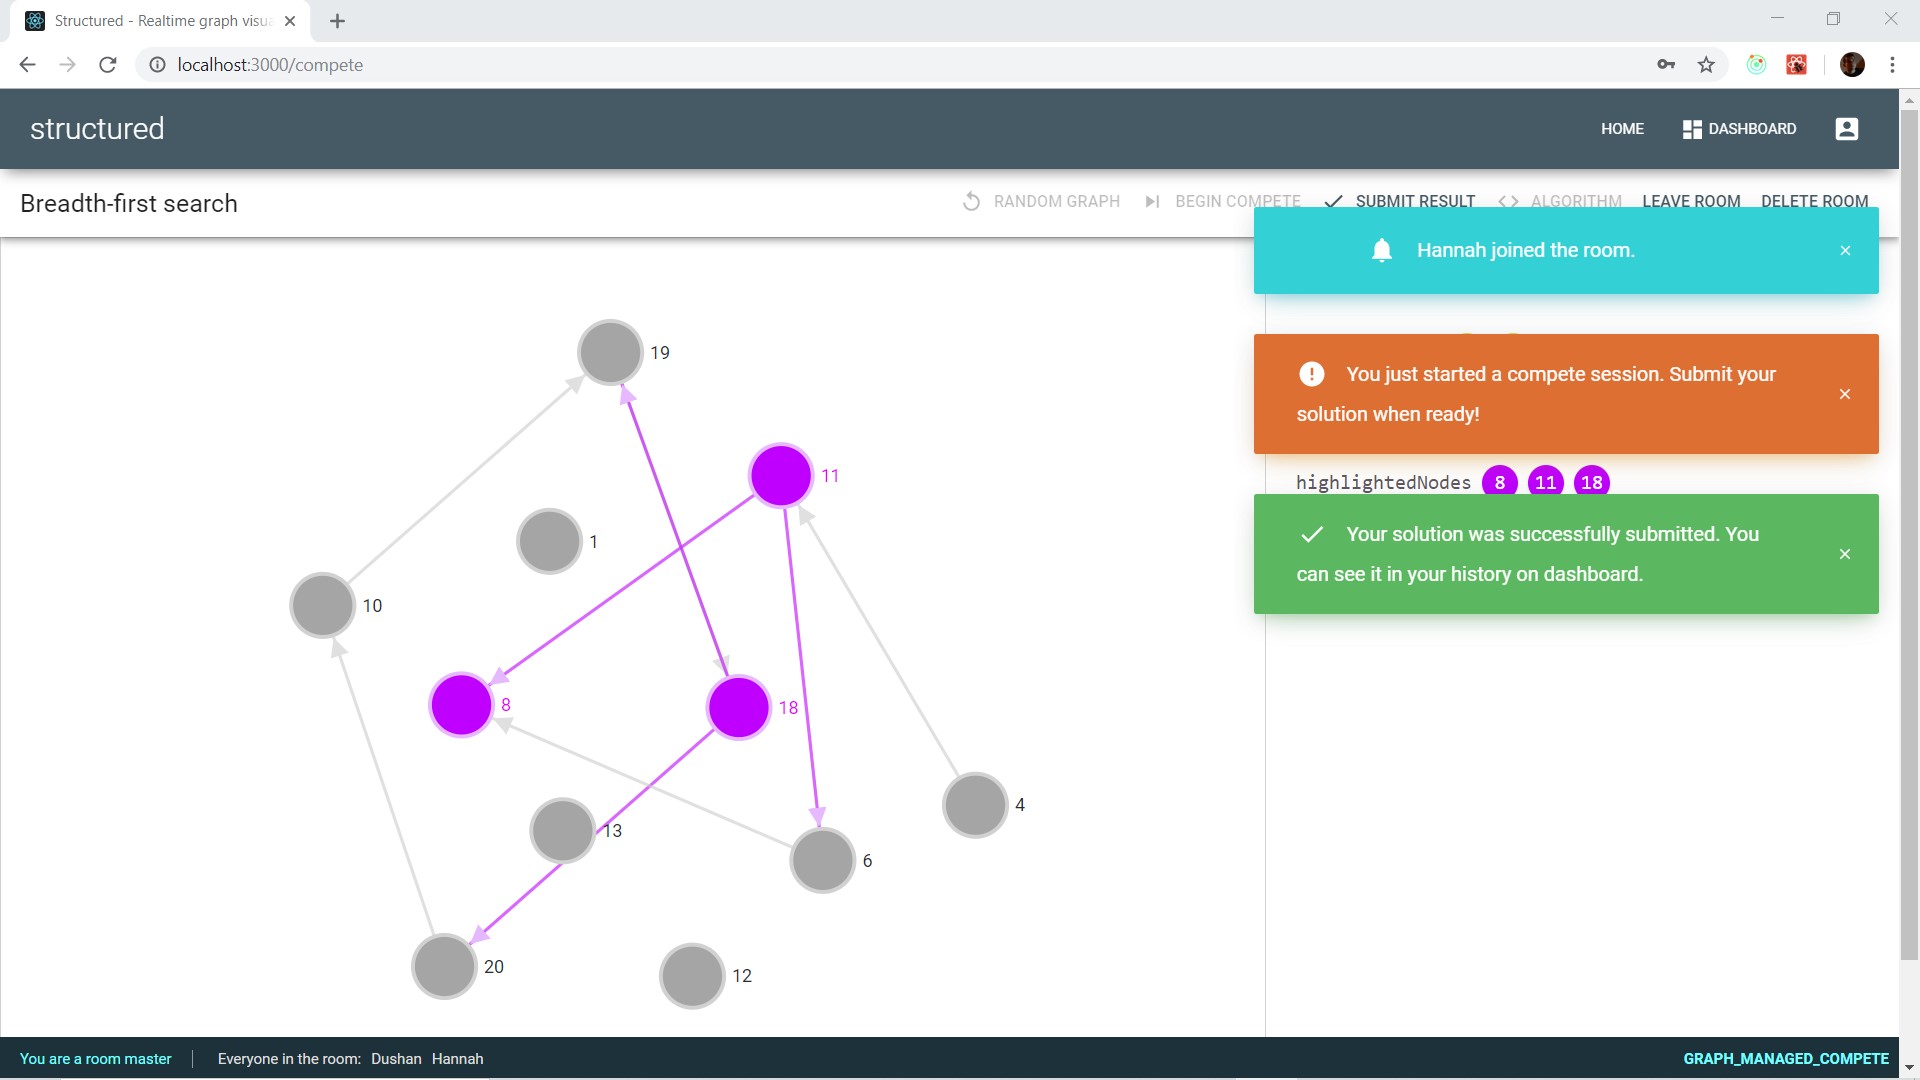 Structured - Realtime graph visua
localhost:3000/compete
structured
HOME
DASHBOARD
Breadth-first search
RANDOM GRAPH
BEGIN COMPETE
SUBMIT RESULT
ALGORITHM
LEAVE ROOM
DELETE ROOM
Hannah joined the room.
You just started a compete session. Submit your
solution when ready!
highlightedNodes 8 11 18
Your solution was successfully submitted. You
can see it in your history on dashboard.
19
11
1
10
8
18
4
13
6
20
12
You are a room master
Everyone in the room: Dushan Hannah
GRAPH_MANAGED_COMPETE